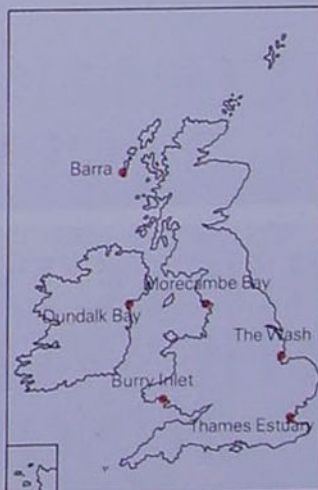 Barra
Morecambe Bay
Dundalk Bay
The Wash
Burry Inlet
Thames Estuary